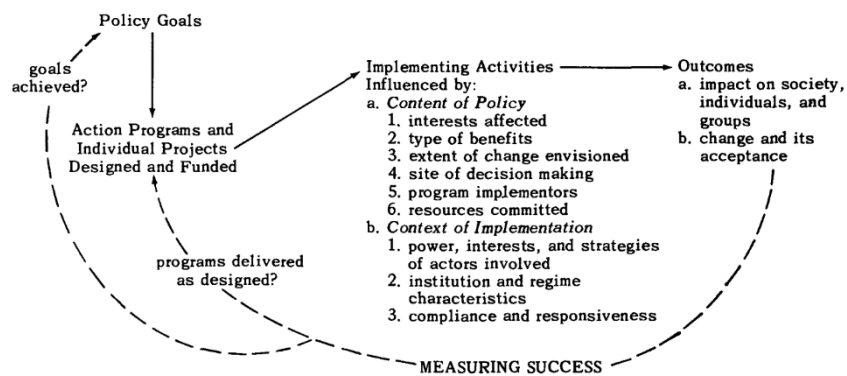 Policy Goals
goals
achieved?
Action Programs and
Individual Projects
Designed and Funded
programs delivered
as designed?
Implementing Activities
Influenced by:
a. Content of Policy
1. interests affected
2. type of benefits
3. extent of change envisioned
4. site of decision making
5. program implementors
6. resources committed
b. Context of Implementation
1. power, interests, and strategies
of actors involved
2. institution and regime
characteristics
3. compliance and responsiveness
Outcomes
a. impact on society,
individuals, and
groups
b. change and its
acceptance
MEASURING SUCCESS